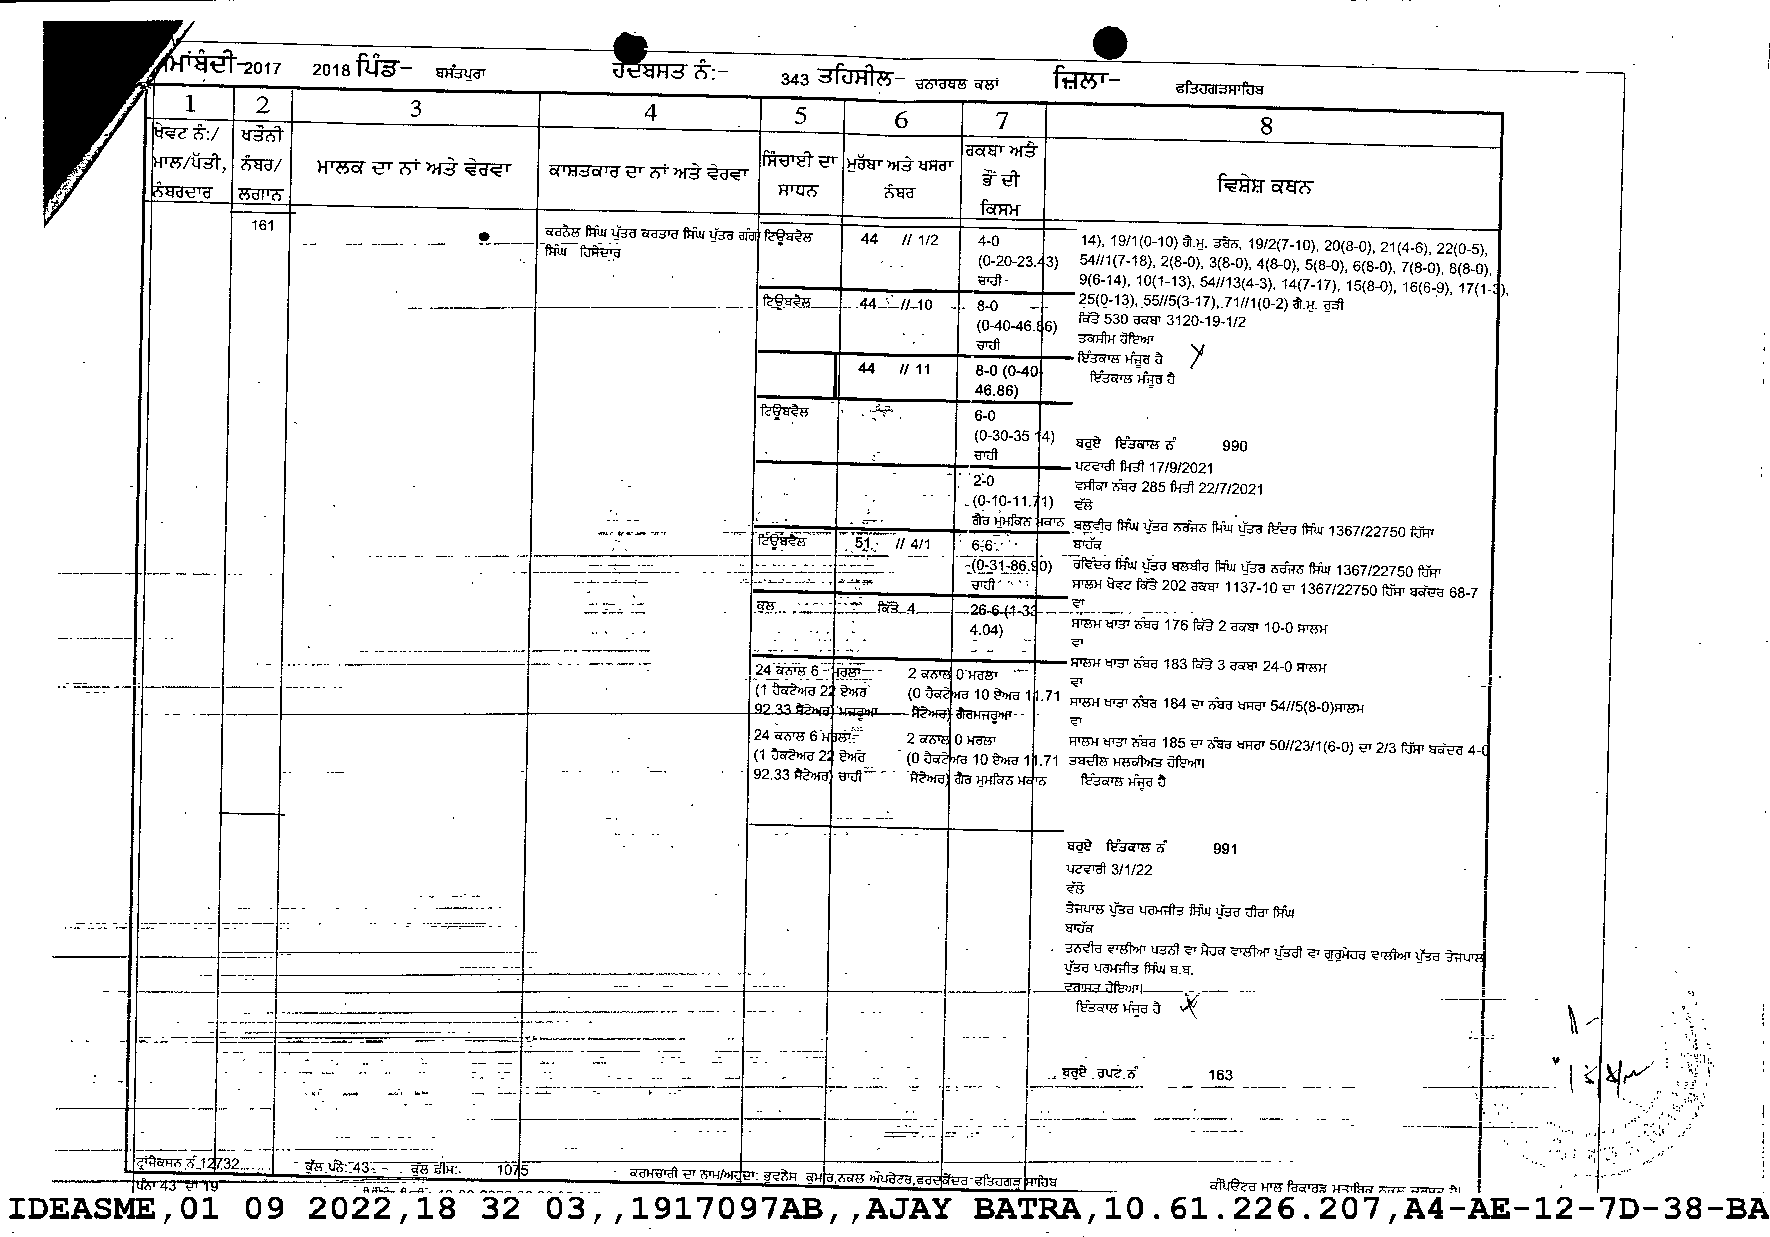 ਮਾਂਬੰਦੀ-2017 2018 ਪਿੰਡ- ਬਸੰਤਪੁਰਾ ਹੱਦਬਸਤ ਨੰ:- 343 ਤਹਿਸੀਲ- ਚਨਾਰਥਲ ਕਲਾਂ ਜ਼ਿਲਾ- ਫਤਿਹਗੜਸਾਹਿਬ
1 2 3 4 5 6 7 8
ਖੇਵਟ ਨੰ:/
ਮਾਲ/ਪੱਤੀ,
ਨੰਬਰਦਾਰ
ਖਤੌਨੀ
ਨੰਬਰ/
ਲਗਾਨ
ਮਾਲਕ ਦਾ ਨਾਂ ਅਤੇ ਵੇਰਵਾ
ਕਾਸ਼ਤਕਾਰ ਦਾ ਨਾਂ ਅਤੇ ਵੇਰਵਾ
ਸਿੰਚਾਈ ਦਾ
ਸਾਧਨ
ਮੁਰੱਬਾ ਅਤੇ ਖਸਰਾ
ਨੰਬਰ
ਰਕਬਾ ਅਤੇ
ਭੌਂ ਦੀ
ਕਿਸਮ
ਵਿਸ਼ੇਸ਼ ਕਥਨ
161
ਕਰਨੈਲ ਸਿੰਘ ਪੁੱਤਰ ਕਰਤਾਰ ਸਿੰਘ ਪੁੱਤਰ ਗੰਗਾ
ਸਿੰਘ ਹਿਸੇਦਾਰ
ਟਿਊਬਵੈਲ 44 // 1/2 4-0
(0-20-23.43)
ਚਾਹੀ
ਟਿਊਬਵੈਲ 44 // 10 8-0
(0-40-46.86)
ਚਾਹੀ
44 // 11 8-0 (0-40-
46.86)
ਟਿਊਬਵੈਲ 6-0
(0-30-35 14)
ਚਾਹੀ
2-0
(0-10-11.71)
ਗੈਰ ਮੁਮਕਿਨ ਮਕਾਨ
ਟਿਊਬਵੈਲ 51 // 4/1 6-6
(0-31-86.90)
ਚਾਹੀ
ਕੁਲ ਕਿੱਤੇ 4 26-6 (1-33-
4.04)
24 ਕਨਾਲ 6 ਮਰਲਾ 2 ਕਨਾਲ 0 ਮਰਲਾ
(1 ਹੈਕਟੇਅਰ 22 ਏਅਰ (0 ਹੈਕਟੇਅਰ 10 ਏਅਰ 11.71
92.33 ਸੈਂਟੇਅਰ) ਮਜ਼ਰੂਆ ਸੈਂਟੇਅਰ) ਗੈਰਮਜ਼ਰੂਆ
24 ਕਨਾਲ 6 ਮਰਲਾ 2 ਕਨਾਲ 0 ਮਰਲਾ
(1 ਹੈਕਟੇਅਰ 22 ਏਅਰ (0 ਹੈਕਟੇਅਰ 10 ਏਅਰ 11.71
92.33 ਸੈਂਟੇਅਰ) ਚਾਹੀ ਸੈਂਟੇਅਰ) ਗੈਰ ਮੁਮਕਿਨ ਮਕਾਨ
14), 19/1(0-10) ਗੈ.ਮੁ. ਡਰੇਨ, 19/2(7-10), 20(8-0), 21(4-6), 22(0-5),
54//1(7-18), 2(8-0), 3(8-0), 4(8-0), 5(8-0), 6(8-0), 7(8-0), 8(8-0),
9(6-14), 10(1-13), 54//13(4-3), 14(7-17), 15(8-0), 16(6-9), 17(1-3),
25(0-13), 55//5(3-17), 71//1(0-2) ਗੈ.ਮੁ. ਰੂੜੀ
ਕਿੱਤੇ 530 ਰਕਬਾ 3120-19-1/2
ਤਕਸੀਮ ਹੋਇਆ
ਇੰਤਕਾਲ ਮੰਜੂਰ ਹੈ
ਇੰਤਕਾਲ ਮੰਜੂਰ ਹੈ
ਬਰੂਏ ਇੰਤਕਾਲ ਨੰ 990
ਪਟਵਾਰੀ ਮਿਤੀ 17/9/2021
ਵਸੀਕਾ ਨੰਬਰ 285 ਮਿਤੀ 22/7/2021
ਵੱਲੋਂ
ਬਲਵੀਰ ਸਿੰਘ ਪੁੱਤਰ ਨਰੰਜਨ ਸਿੰਘ ਪੁੱਤਰ ਇੰਦਰ ਸਿੰਘ 1367/22750 ਹਿੱਸਾ
ਬਾਹੱਕ
ਰਵਿੰਦਰ ਸਿੰਘ ਪੁੱਤਰ ਬਲਬੀਰ ਸਿੰਘ ਪੁੱਤਰ ਨਰੰਜਨ ਸਿੰਘ 1367/22750 ਹਿੱਸਾ
ਸਾਲਮ ਖੇਵਟ ਕਿੱਤੇ 202 ਰਕਬਾ 1137-10 ਦਾ 1367/22750 ਹਿੱਸਾ ਬਕੱਦਰ 68-7
ਵਾ
ਸਾਲਮ ਖਾਤਾ ਨੰਬਰ 176 ਕਿੱਤੇ 2 ਰਕਬਾ 10-0 ਸਾਲਮ
ਵਾ
ਸਾਲਮ ਖਾਤਾ ਨੰਬਰ 183 ਕਿੱਤੇ 3 ਰਕਬਾ 24-0 ਸਾਲਮ
ਵਾ
ਸਾਲਮ ਖਾਤਾ ਨੰਬਰ 184 ਦਾ ਨੰਬਰ ਖਸਰਾ 54//5(8-0)ਸਾਲਮ
ਵਾ
ਸਾਲਮ ਖਾਤਾ ਨੰਬਰ 185 ਦਾ ਨੰਬਰ ਖਸਰਾ 50//23/1(6-0) ਦਾ 2/3 ਹਿੱਸਾ ਬਕੱਦਰ 4-0
ਤਬਦੀਲ ਮਲਕੀਅਤ ਹੋਇਆ।
ਇੰਤਕਾਲ ਮੰਜੂਰ ਹੈ
ਬਰੂਏ ਇੰਤਕਾਲ ਨੰ 991
ਪਟਵਾਰੀ 3/1/22
ਵੱਲੋਂ
ਤੇਜਪਾਲ ਪੁੱਤਰ ਪਰਮਜੀਤ ਸਿੰਘ ਪੁੱਤਰ ਹੀਰਾ ਸਿੰਘ
ਬਾਹੱਕ
ਤਨਵੀਰ ਵਾਲੀਆ ਪਤਨੀ ਵਾ ਮੈਹਕ ਵਾਲੀਆ ਪੁੱਤਰੀ ਵਾ ਗੁਰੂਮੇਹਰ ਵਾਲੀਆ ਪੁੱਤਰ ਤੇਜਪਾਲ
ਪੁੱਤਰ ਪਰਮਜੀਤ ਸਿੰਘ ਬ.ਬ.
ਵਰਾਸਤ ਹੋਇਆ।
ਇੰਤਕਾਲ ਮੰਜੂਰ ਹੈ
ਬਰੂਏ ਰਪਟ ਨੰ 163
ਟ੍ਰਾਂਜੈਕਸਨ ਨੰ 12732 ਕੁੱਲ ਪੰਨੇ: 43 ਕੁੱਲ ਫੀਸ: 1075 ਕਰਮਚਾਰੀ ਦਾ ਨਾਮ/ਅਹੁਦਾ: ਭੁਵਨੇਸ ਕੁਮਾਰ,ਨਕਲ ਅੰਪਰੇਟਰ,ਫਰਦਕੇਂਦਰ ਫਤਿਹਗੜ੍ਹ ਸਾਹਿਬ
ਪੰਨਾ 43 ਦਾ 19 ਕੰਪਿਊਟਰ ਮਾਲ ਰਿਕਾਰਡ ਮੁਤਾਬਿਕ ਨਕਲ
IDEASME,01 09 2022,18 32 03,,1917097AB,,AJAY BATRA,10.61.226.207,A4-AE-12-7D-38-BA